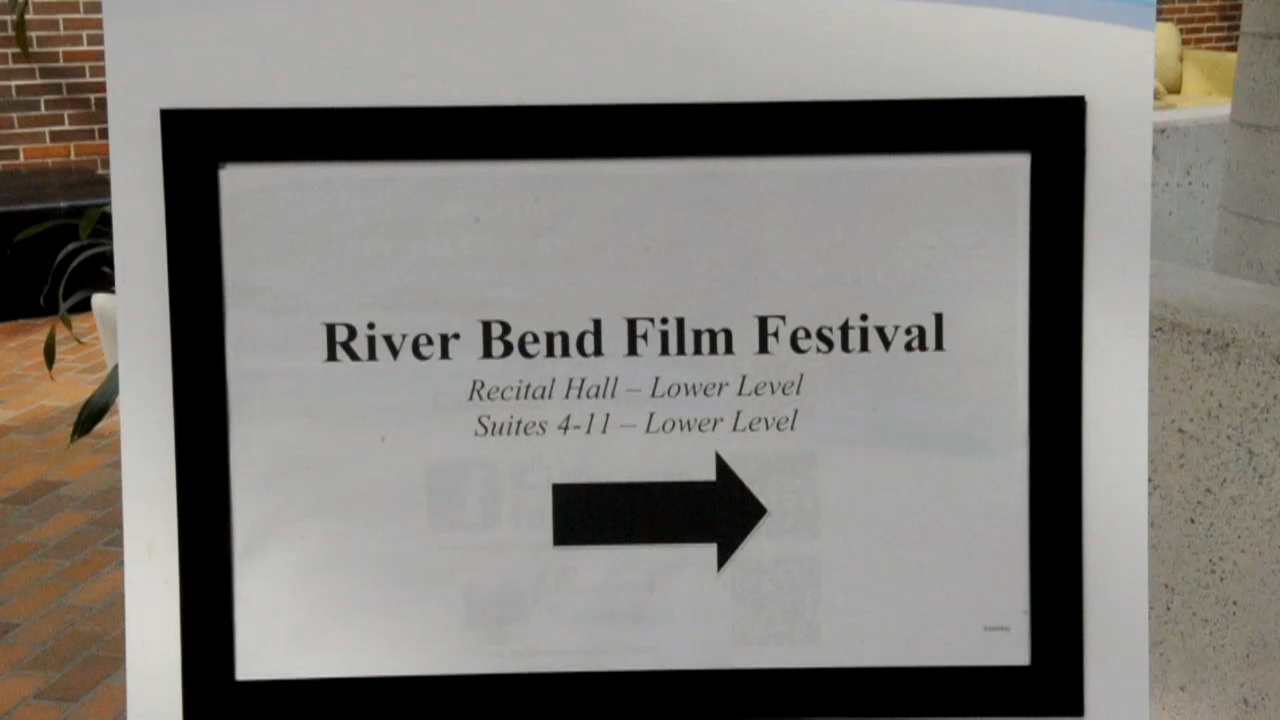 River Bend Film Festival
Recital Hall – Lower Level
Suites 4-11 – Lower Level